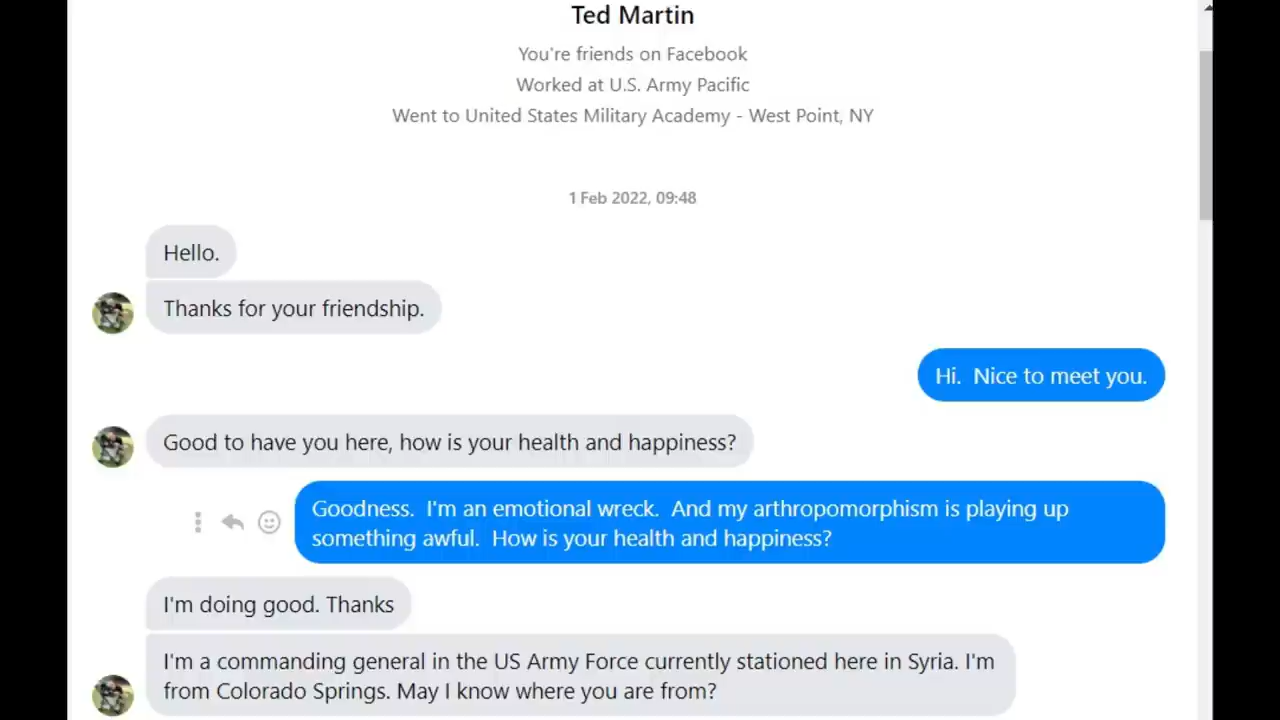 Ted Martin
You're friends on Facebook
Worked at U.S. Army Pacific
Went to United States Military Academy - West Point, NY
1 Feb 2022, 09:48
Hello.
Thanks for your friendship.
Hi.  Nice to meet you.
Good to have you here, how is your health and happiness?
Goodness.  I'm an emotional wreck.  And my arthropomorphism is playing up
something awful.  How is your health and happiness?
I'm doing good. Thanks
I'm a commanding general in the US Army Force currently stationed here in Syria. I'm
from Colorado Springs. May I know where you are from?